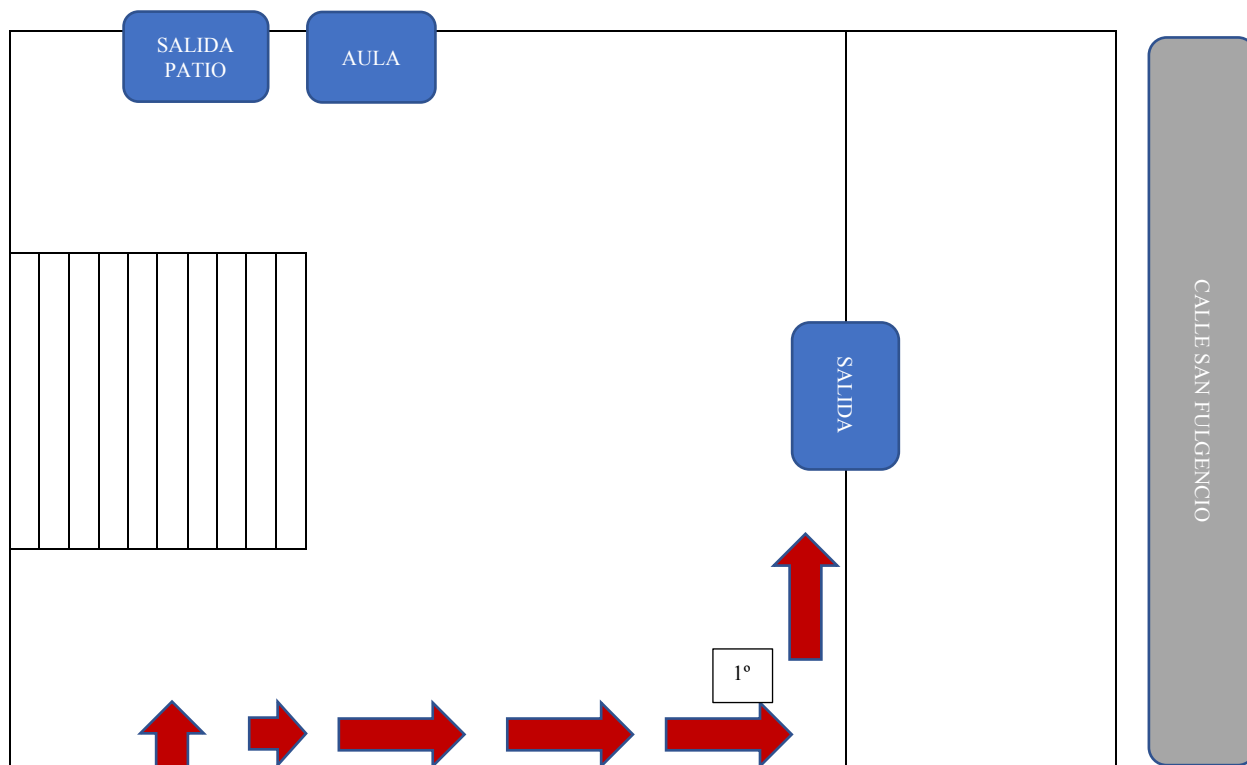 SALIDA
PATIO
AULA
SALIDA
CALLE SAN FULGENCIO
1º